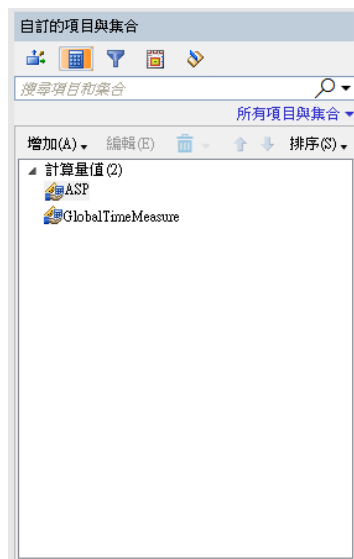 自訂的項目與集合
搜尋項目和集合
所有項目與集合
增加(A) 編輯(E) 排序(S)
計算量值(2)
ASP
GlobalTimeMeasure